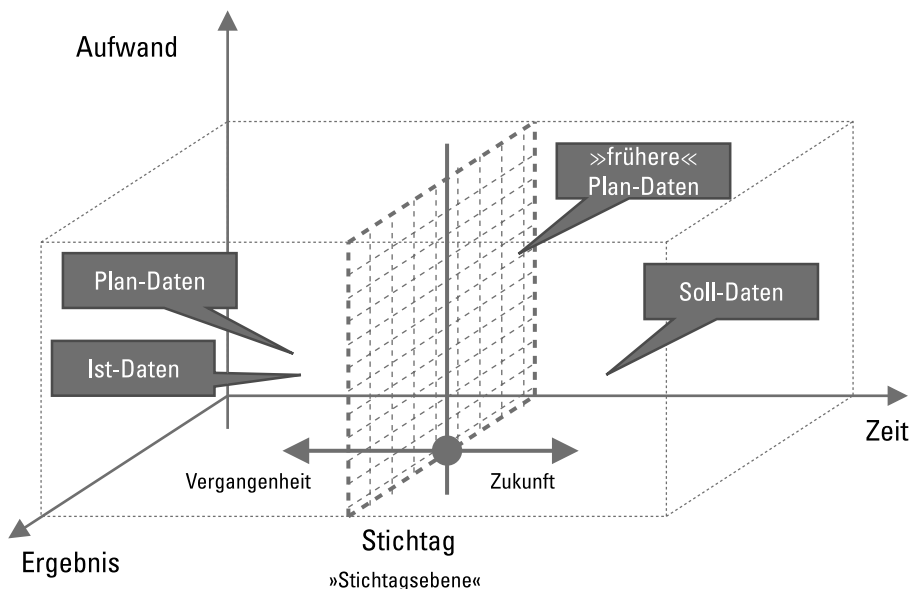 Aufwand
»frühere«
Plan-Daten
Plan-Daten
Soll-Daten
Ist-Daten
Zeit
Vergangenheit
Zukunft
Stichtag
Ergebnis
»Stichtagsebene«